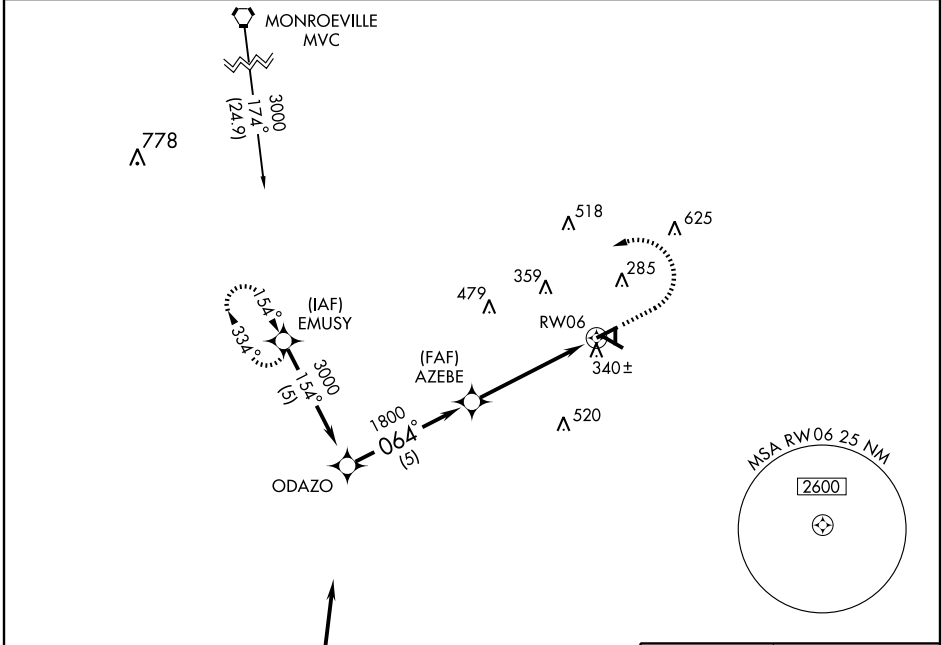 MONROEVILLE
MVC
3000
174°
(24.9)
778
518
625
285
359
479
(IAF)
EMUSY
154°
334°
RW06
340±
(FAF)
AZEBE
3000
154°
(5)
1800
064°
(5)
520
ODAZO
MSA RW06 25 NM
2600